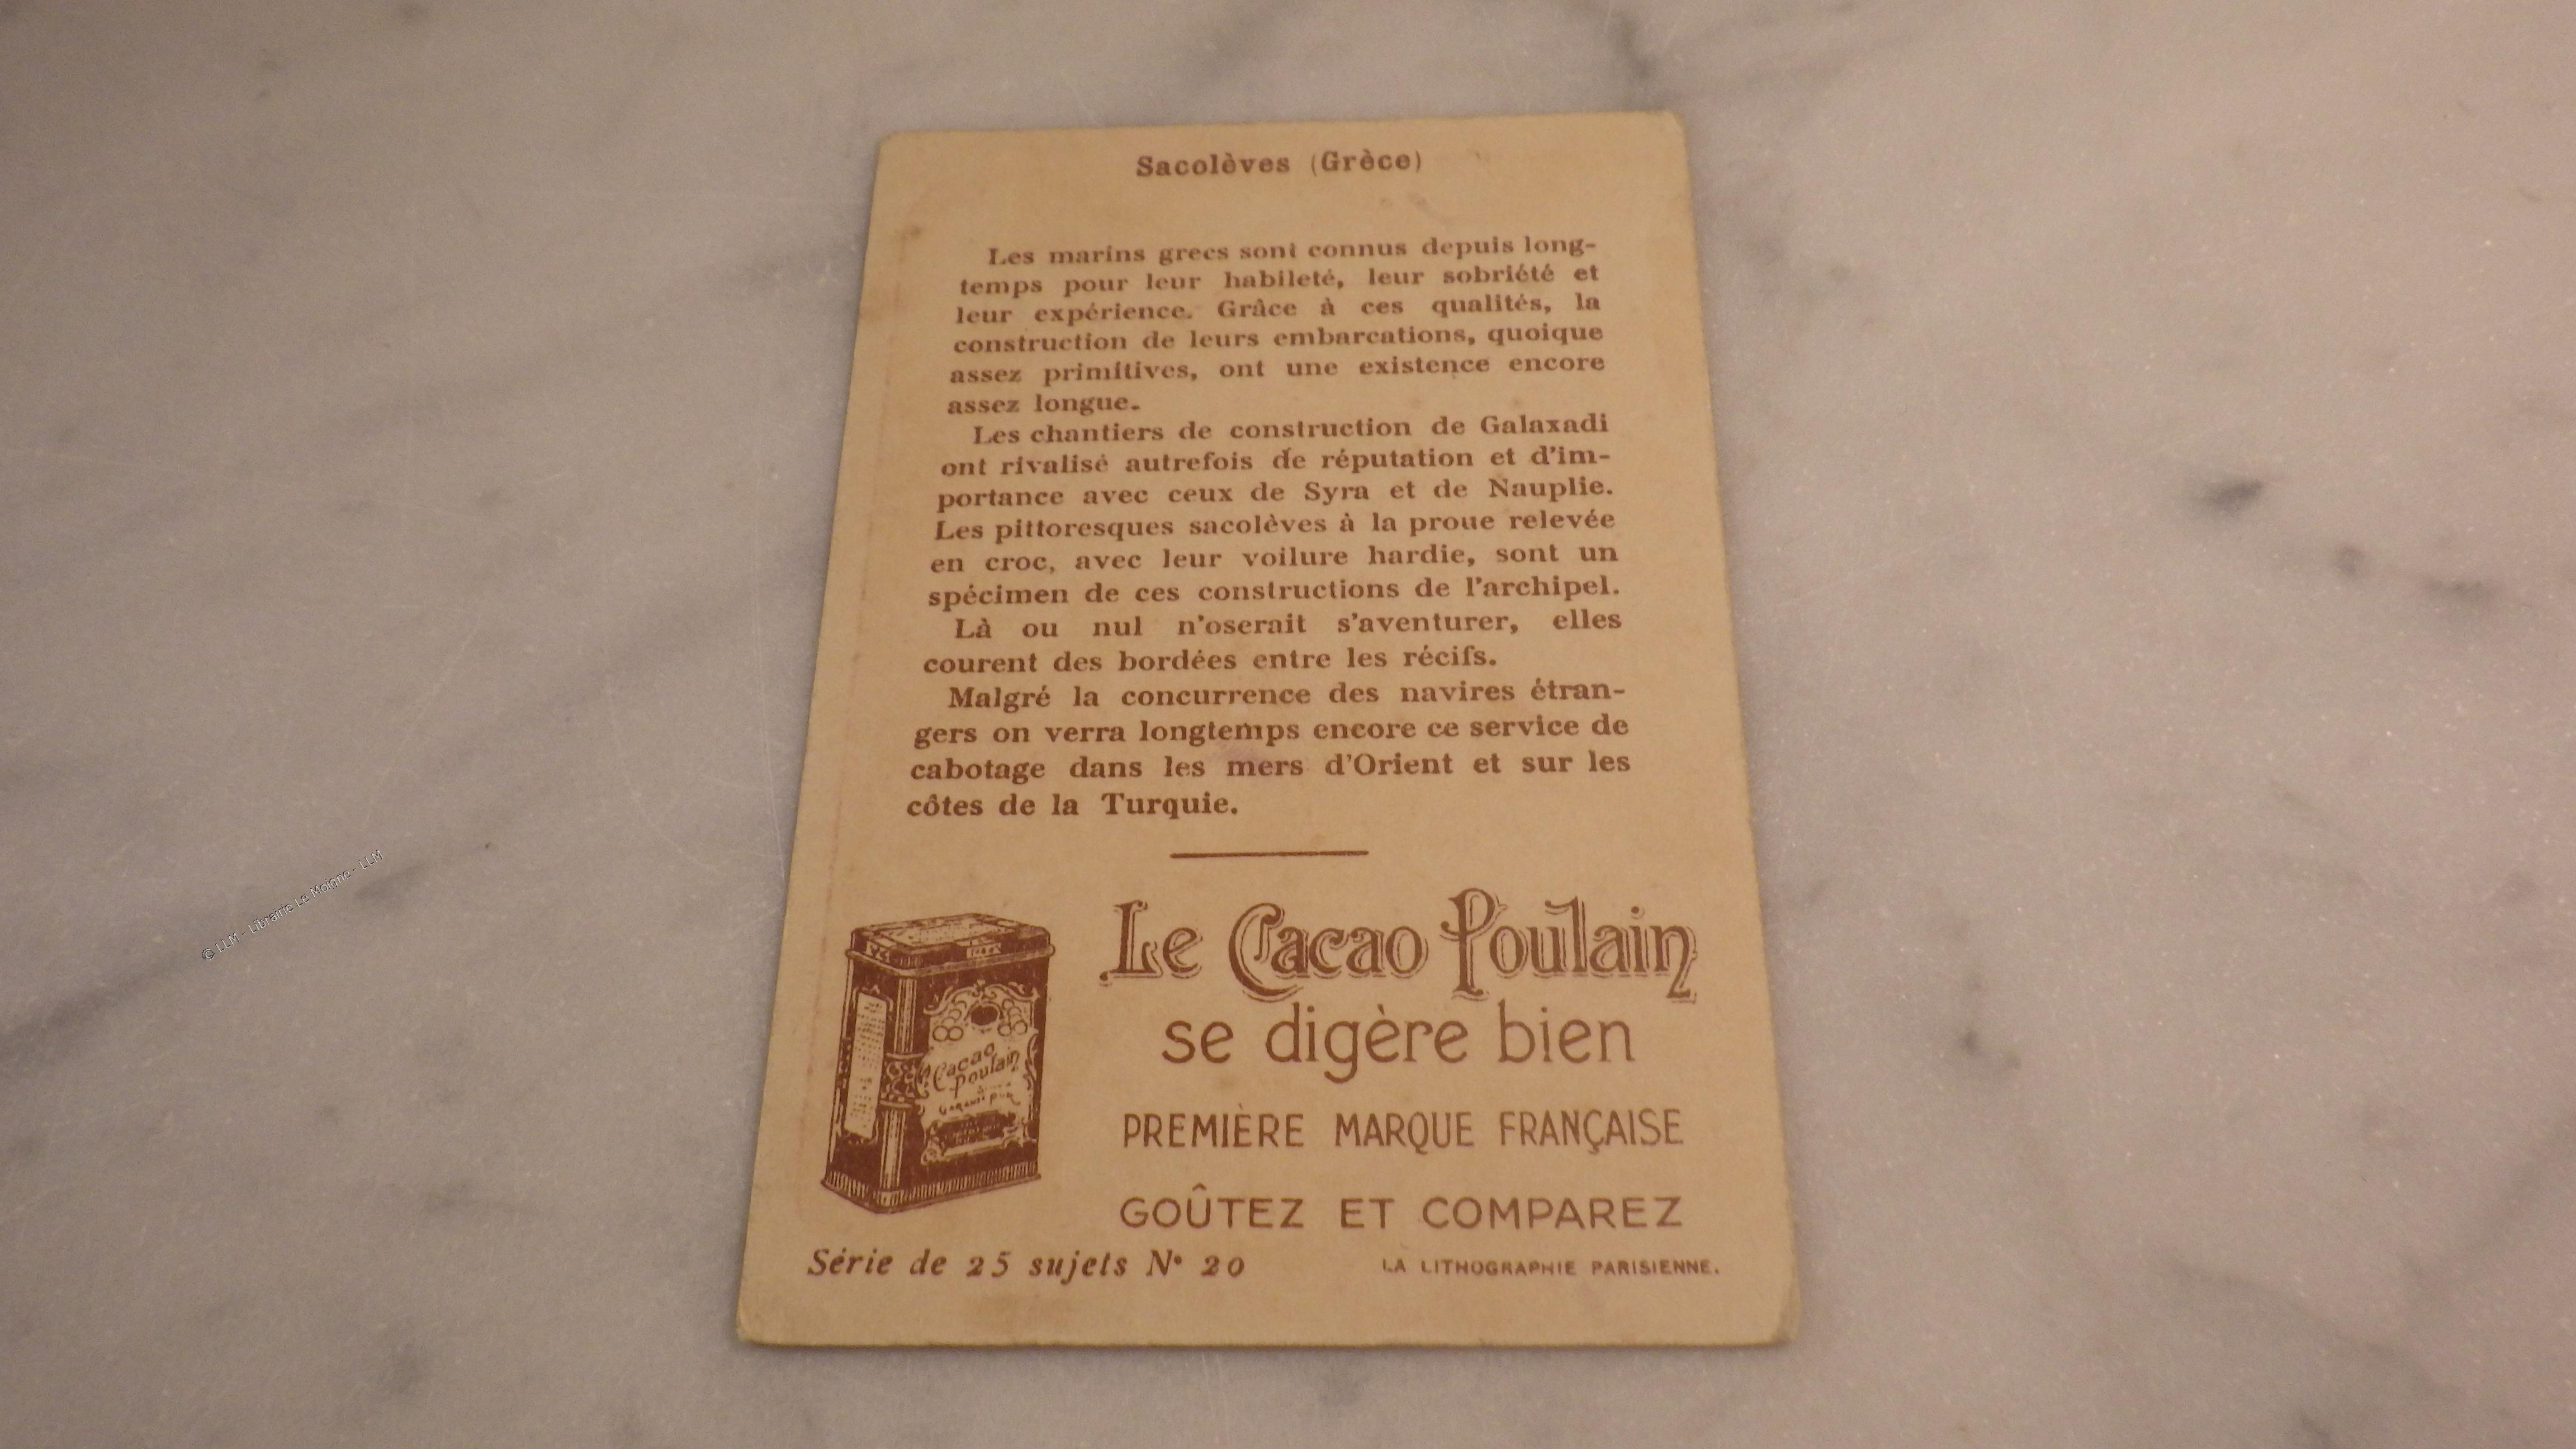 Sacolèves (Grèce)
Les marins grecs sont connus depuis long-
temps pour leur habileté, leur sobriété et
leur expérience. Grâce à ces qualités, la
construction de leurs embarcations, quoique
assez primitives, ont une existence encore
assez longue.
Les chantiers de construction de Galaxadi
ont rivalisé autrefois de réputation et d'im-
portance avec ceux de Syra et de Nauplie.
Les pittoresques sacolèves à la proue relevée
en croc, avec leur voilure hardie, sont un
spécimen de ces constructions de l'archipel.
Là ou nul n'oserait s'aventurer, elles
courent des bordées entre les récifs.
Malgré la concurrence des navires étran-
gers on verra longtemps encore ce service de
cabotage dans les mers d'Orient et sur les
côtes de la Turquie.
Le Cacao Poulain
se digère bien
PREMIÈRE MARQUE FRANÇAISE
GOÛTEZ ET COMPAREZ
Cacao
Poulain
Série de 25 sujets N° 20
LA LITHOGRAPHIE PARISIENNE.
© LLM - Librairie Le Moigne - LLM